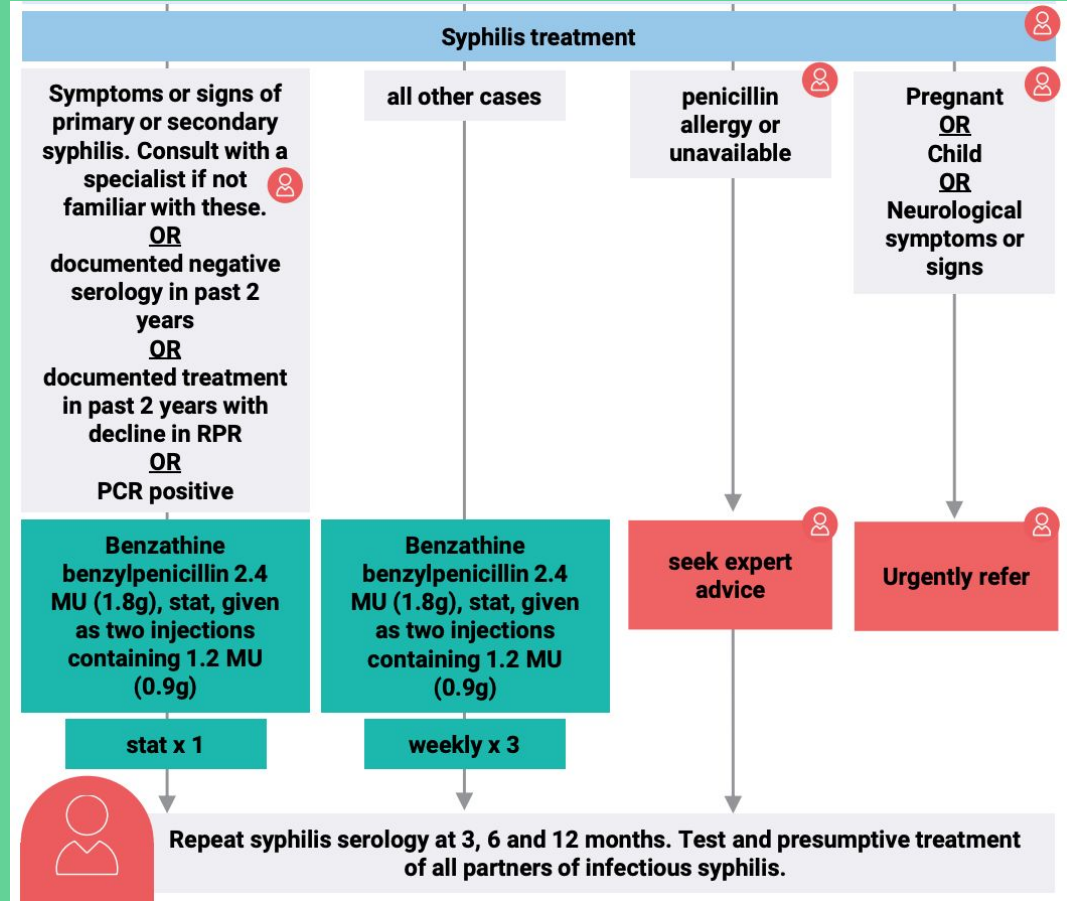 Syphilis treatment
Symptoms or signs of
primary or secondary
syphilis. Consult with a
specialist if not
familiar with these.
OR
documented negative
serology in past 2
years
OR
documented treatment
in past 2 years with
decline in RPR
OR
PCR positive
Benzathine
benzylpenicillin 2.4
MU (1.8g), stat, given
as two injections
containing 1.2 MU
(0.9g)
stat x 1
all other cases
Benzathine
benzylpenicillin 2.4
MU (1.8g), stat, given
as two injections
containing 1.2 MU
(0.9g)
weekly x 3
penicillin
allergy or
unavailable
seek expert
advice
Pregnant
OR
Child
OR
Neurological
symptoms or
signs
Urgently refer
Repeat syphilis serology at 3, 6 and 12 months. Test and presumptive treatment
of all partners of infectious syphilis.